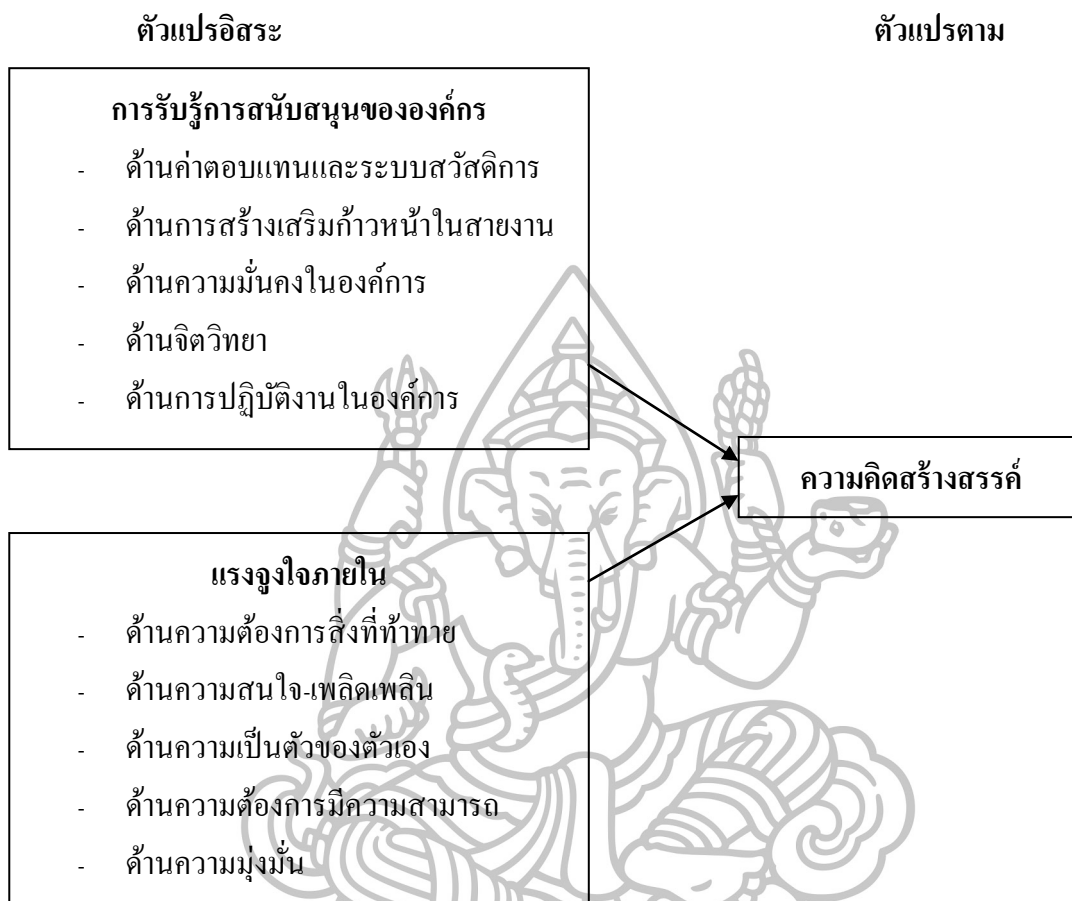 ตัวแปรอิสระ ตัวแปรตาม
การรับรู้การสนับสนุนขององค์กร
- ด้านค่าตอบแทนและระบบสวัสดิการ
- ด้านการสร้างเสริมก้าวหน้าในสายงาน
- ด้านความมั่นคงในองค์การ
- ด้านจิตวิทยา
- ด้านการปฏิบัติงานในองค์การ
ความคิดสร้างสรรค์
แรงจูงใจภายใน
- ด้านความต้องการสิ่งที่ท้าทาย
- ด้านความสนใจ-เพลิดเพลิน
- ด้านความเป็นตัวของตัวเอง
- ด้านความต้องการมีความสามารถ
- ด้านความมุ่งมั่น